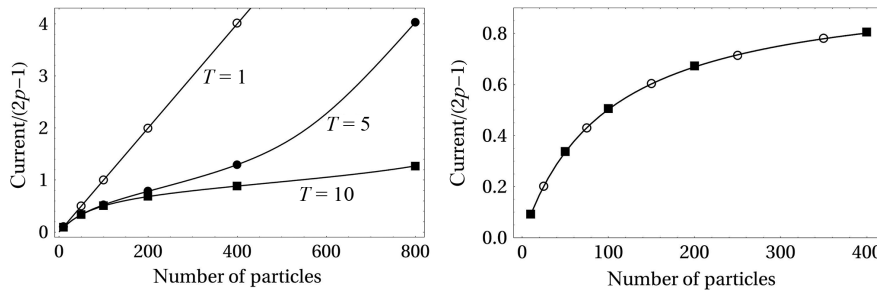 Current/(2p−1)
4
3
2
1
0
T = 1
T = 5
T = 10
0 200 400 600 800
Number of particles
Current/(2p−1)
0.8
0.6
0.4
0.2
0.0
0 100 200 300 400
Number of particles